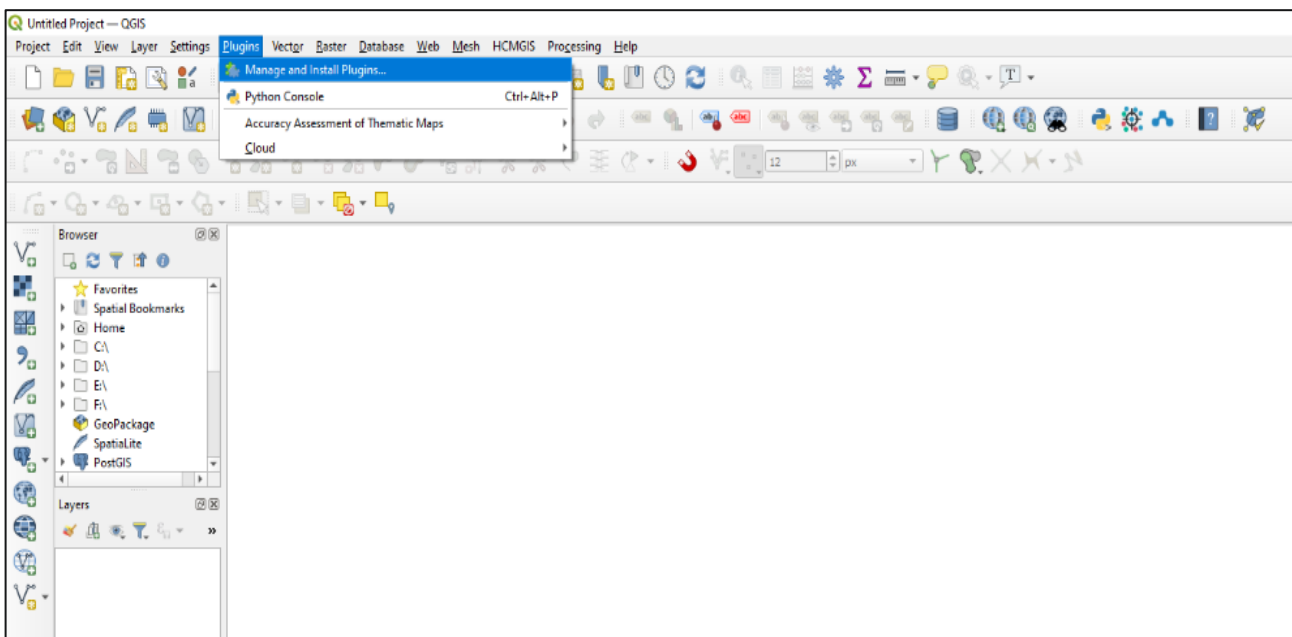 Untitled Project — QGIS
Project Edit View Layer Settings Plugins Vector Raster Database Web Mesh HCMGIS Processing Help
Manage and Install Plugins...
Python Console Ctrl+Alt+P
Accuracy Assessment of Thematic Maps
Cloud
12 px
Browser
Favorites
Spatial Bookmarks
Home
C:\
D:\
E:\
F:\
GeoPackage
SpatiaLite
PostGIS
Layers